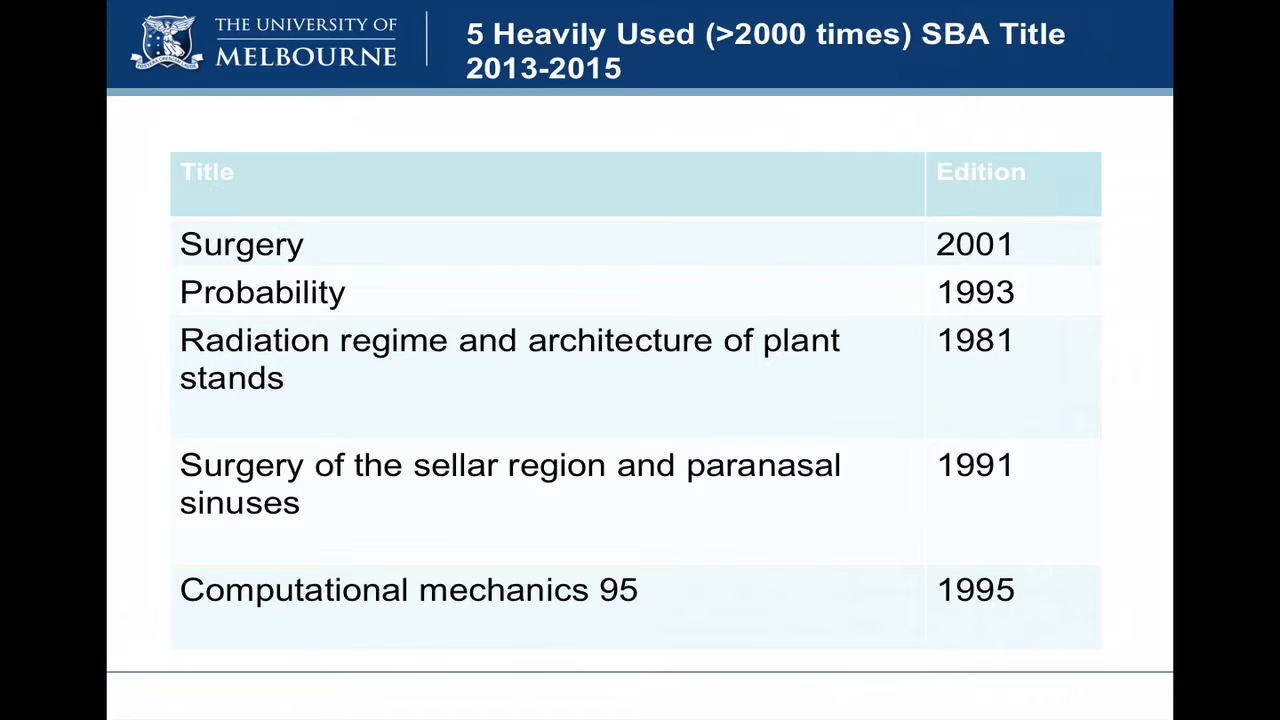 THE UNIVERSITY OF
MELBOURNE
5 Heavily Used (>2000 times) SBA Title
2013-2015
Title Edition
Surgery 2001
Probability 1993
Radiation regime and architecture of plant 1981
stands
Surgery of the sellar region and paranasal 1991
sinuses
Computational mechanics 95 1995